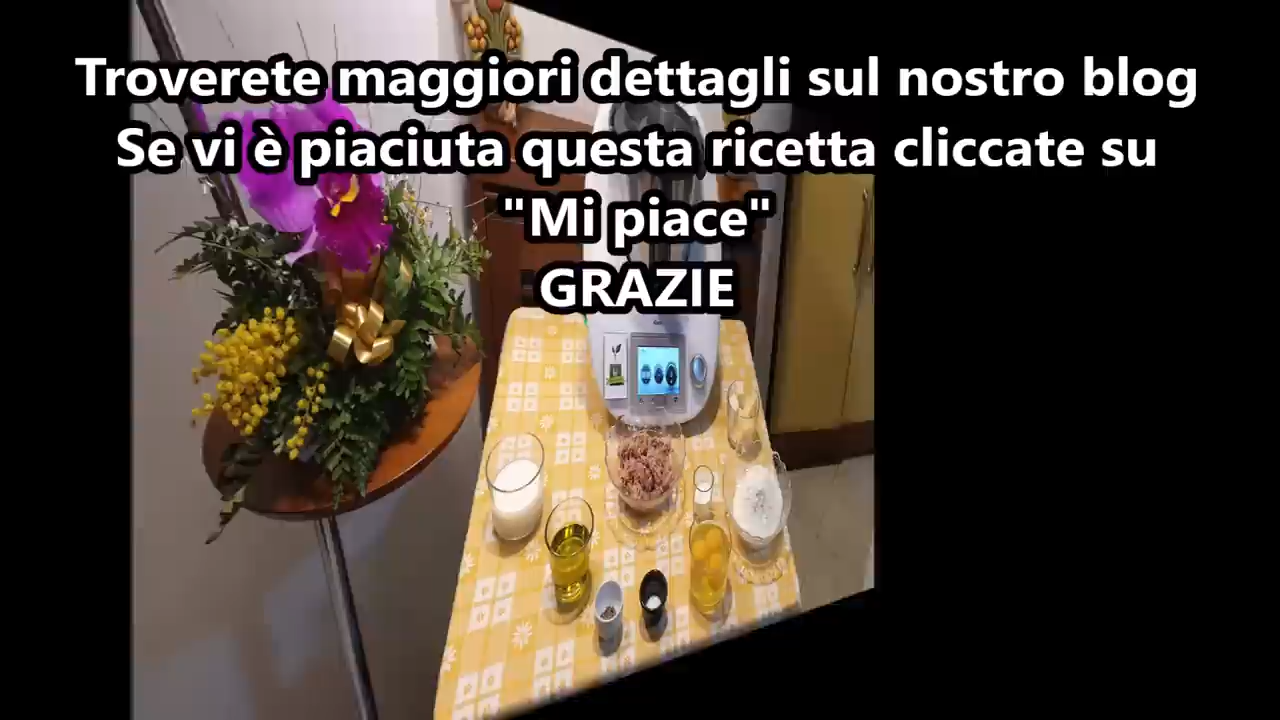 Troverete maggiori dettagli sul nostro blog
Se vi è piaciuta questa ricetta cliccate su
"Mi piace"
GRAZIE